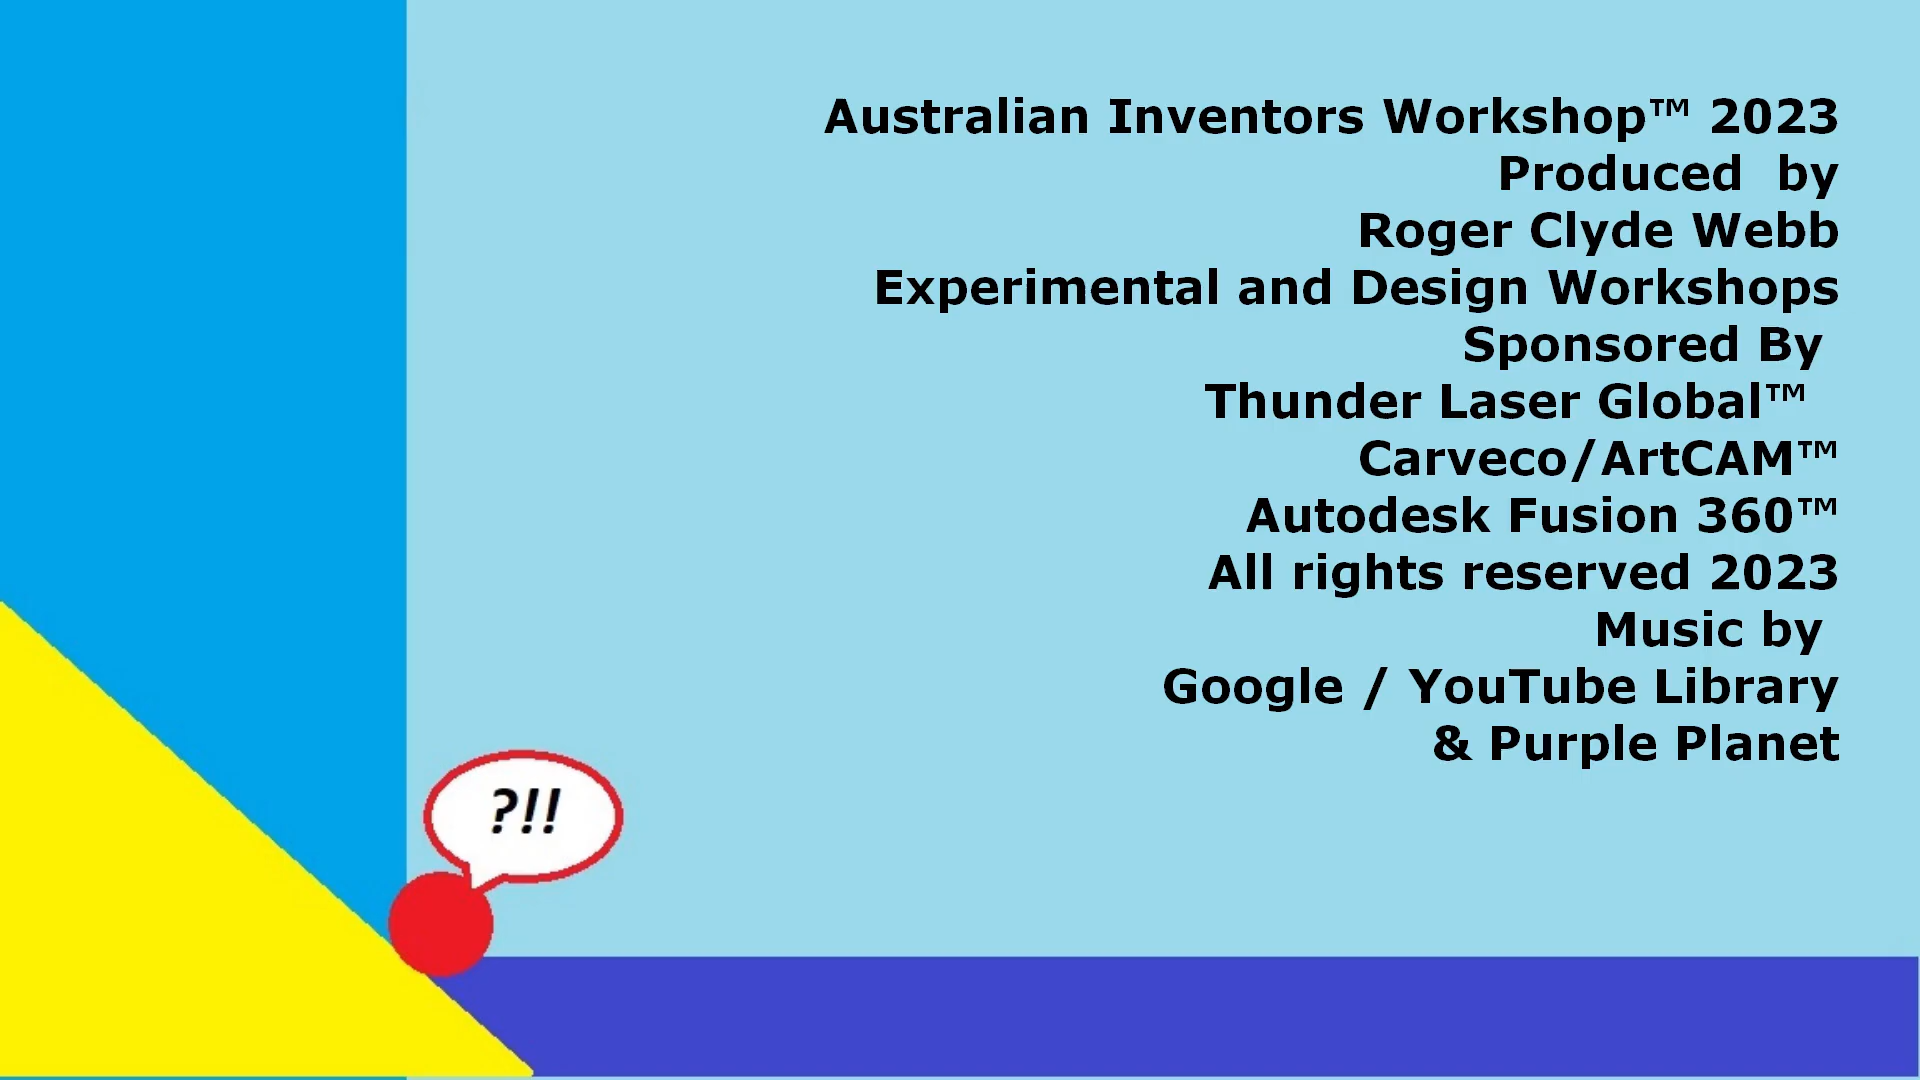 Australian Inventors Workshop™ 2023
Produced by
Roger Clyde Webb
Experimental and Design Workshops
Sponsored By
Thunder Laser Global™
Carveco/ArtCAM™
Autodesk Fusion 360™
All rights reserved 2023
Music by
Google / YouTube Library
& Purple Planet
?!!